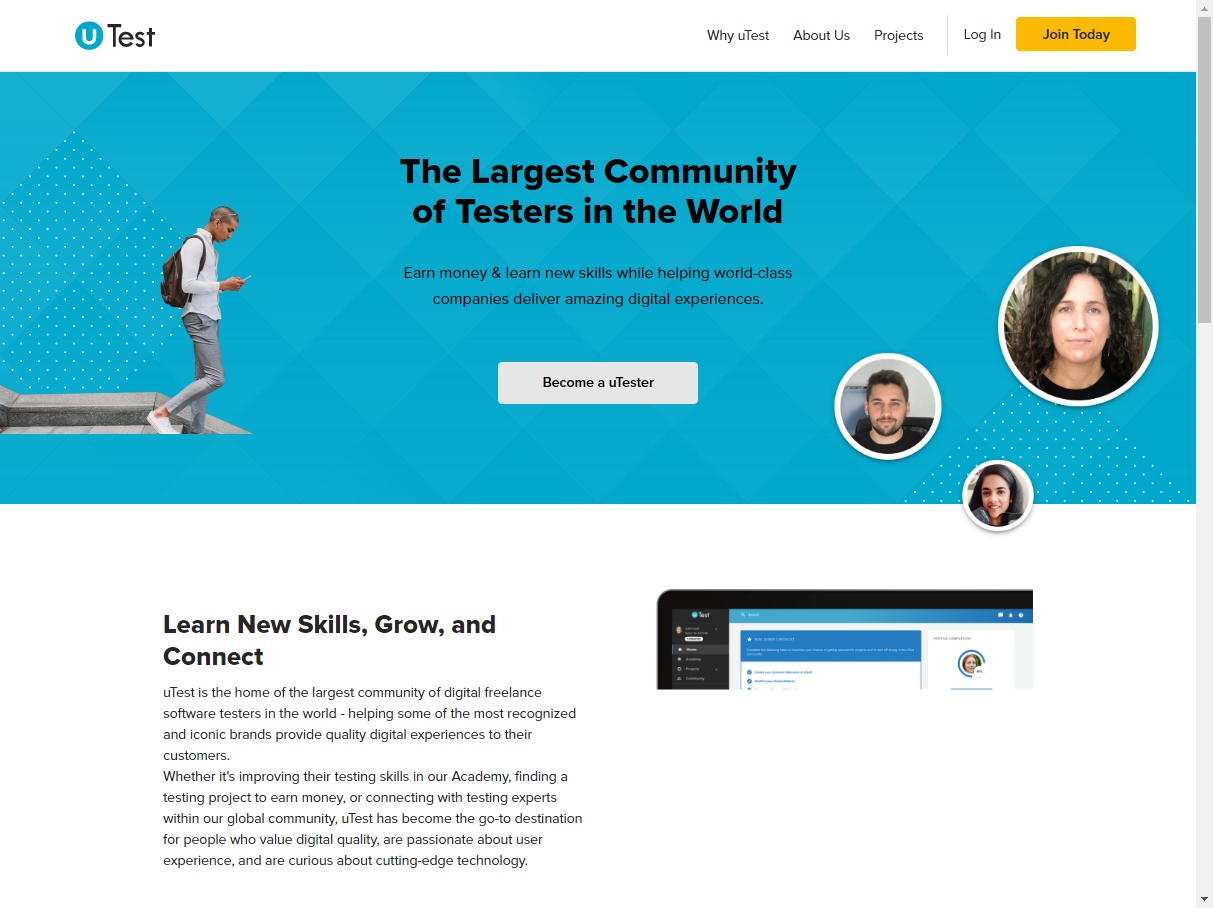 uTest
Why uTest
About Us
Projects
Log In
Join Today
The Largest Community
of Testers in the World
Earn money & learn new skills while helping world-class
companies deliver amazing digital experiences.
Become a uTester
Learn New Skills, Grow, and
Connect
uTest is the home of the largest community of digital freelance
software testers in the world - helping some of the most recognized
and iconic brands provide quality digital experiences to their
customers.
Whether it's improving their testing skills in our Academy, finding a
testing project to earn money, or connecting with testing experts
within our global community, uTest has become the go-to destination
for people who value digital quality, are passionate about user
experience, and are curious about cutting-edge technology.
uTest
Search
Home
Academy
Projects
Community
PROFILE COMPLETION